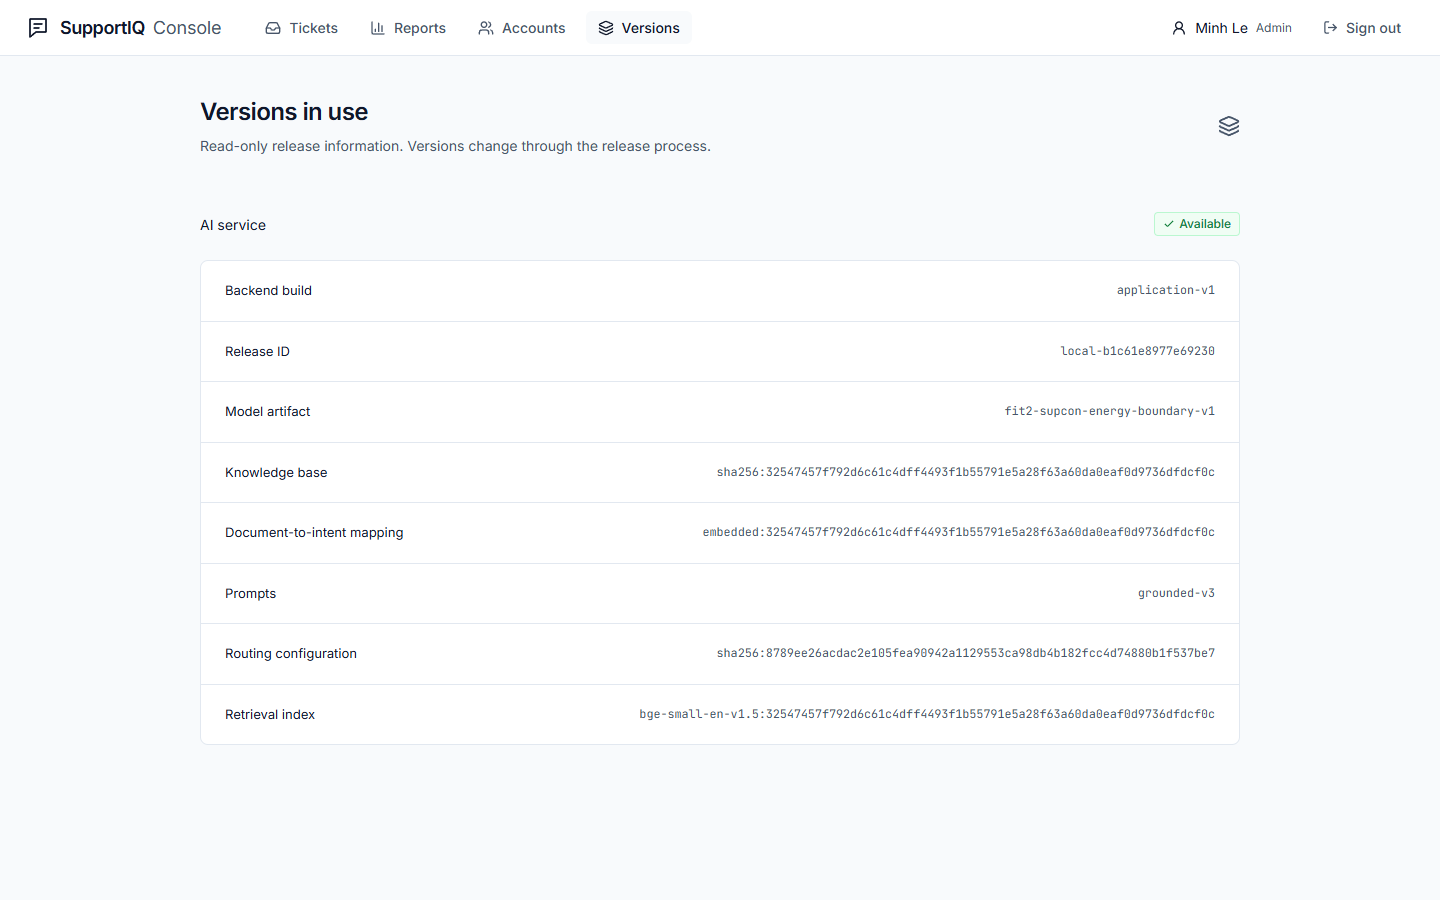 SupportIQ Console
Tickets
Reports
Accounts
Versions
Minh Le Admin
Sign out
Versions in use
Read-only release information. Versions change through the release process.
AI service
Available
Backend build application-v1
Release ID local-b1c61e8977e69230
Model artifact fit2-supcon-energy-boundary-v1
Knowledge base sha256:32547457f792d6c61c4dff4493f1b55791e5a28f63a60da0eaf0d9736dfdcf0c
Document-to-intent mapping embedded:32547457f792d6c61c4dff4493f1b55791e5a28f63a60da0eaf0d9736dfdcf0c
Prompts grounded-v3
Routing configuration sha256:8789ee26acdac2e105fea90942a1129553ca98db4b182fcc4d74880b1f537be7
Retrieval index bge-small-en-v1.5:32547457f792d6c61c4dff4493f1b55791e5a28f63a60da0eaf0d9736dfdcf0c